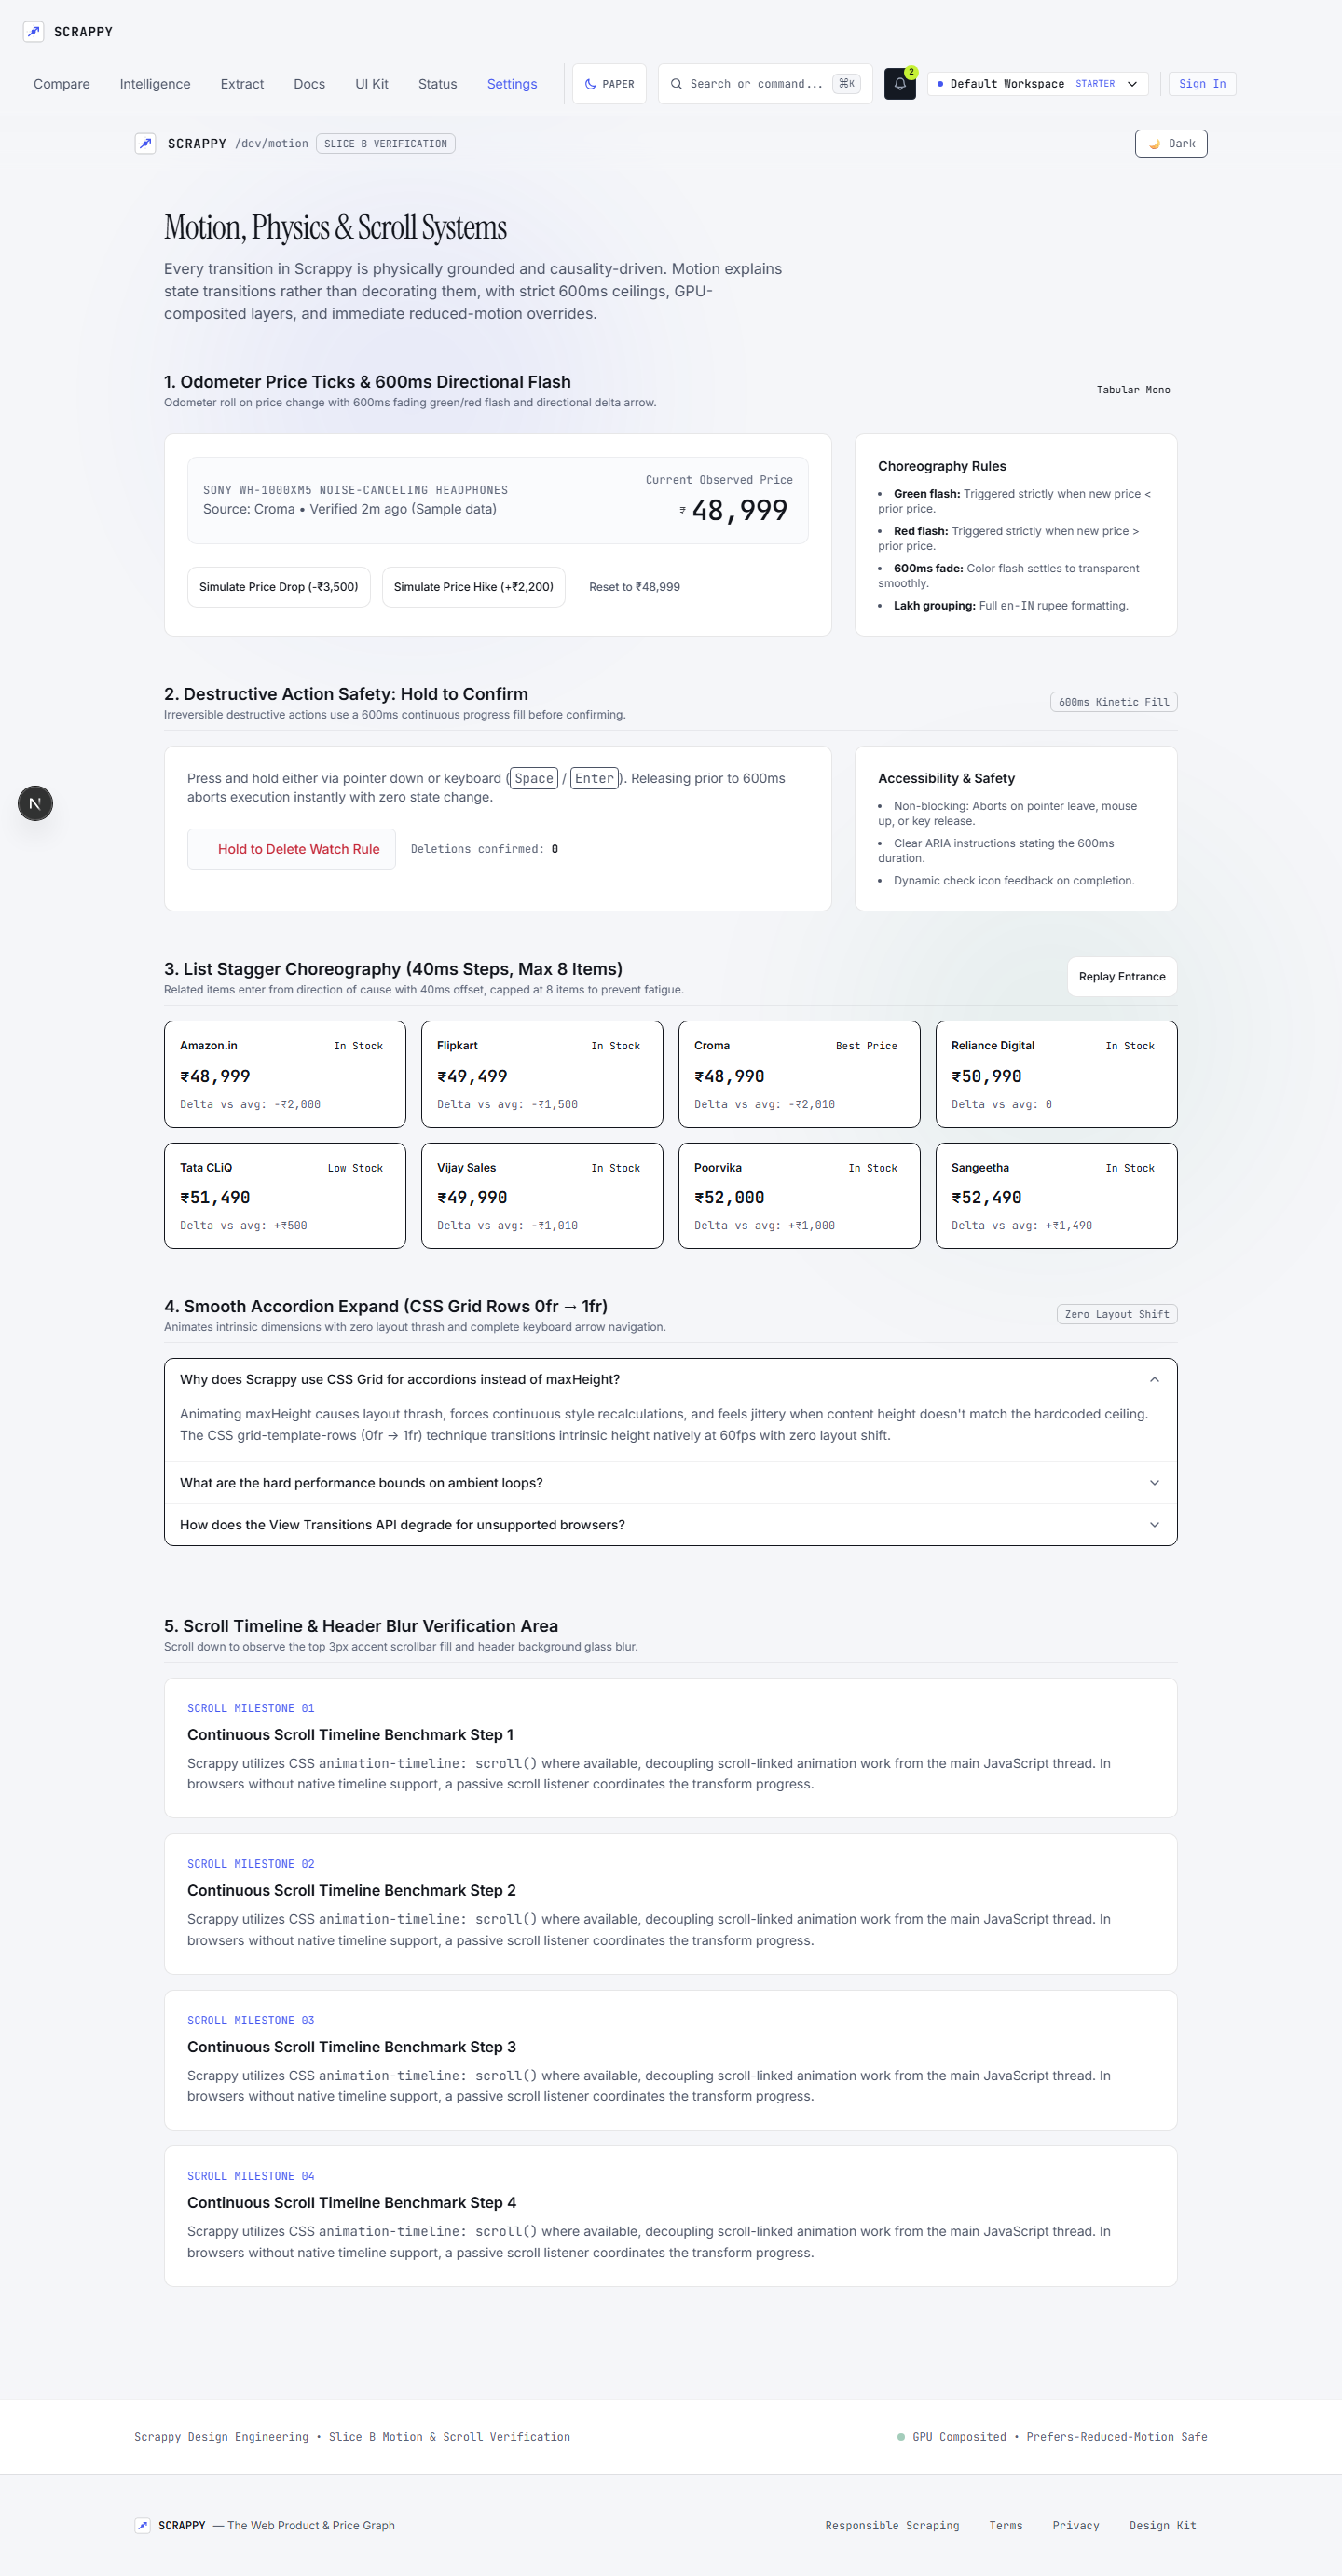 SCRAPPY
Compare Intelligence Extract Docs UI Kit Status Settings PAPER Search or command... ⌘K 2 Default Workspace STARTER Sign In
SCRAPPY /dev/motion SLICE B VERIFICATION Dark
Motion, Physics & Scroll Systems
Every transition in Scrappy is physically grounded and causality-driven. Motion explains
state transitions rather than decorating them, with strict 600ms ceilings, GPU-
composited layers, and immediate reduced-motion overrides.
1. Odometer Price Ticks & 600ms Directional Flash
Odometer roll on price change with 600ms fading green/red flash and directional delta arrow.
Tabular Mono
SONY WH-1000XM5 NOISE-CANCELING HEADPHONES
Source: Croma • Verified 2m ago (Sample data)
Current Observed Price
₹ 48,999
Simulate Price Drop (-₹3,500) Simulate Price Hike (+₹2,200) Reset to ₹48,999
Choreography Rules
• Green flash: Triggered strictly when new price <
prior price.
• Red flash: Triggered strictly when new price >
prior price.
• 600ms fade: Color flash settles to transparent
smoothly.
• Lakh grouping: Full en-IN rupee formatting.
2. Destructive Action Safety: Hold to Confirm
Irreversible destructive actions use a 600ms continuous progress fill before confirming.
600ms Kinetic Fill
Press and hold either via pointer down or keyboard (Space / Enter). Releasing prior to 600ms
aborts execution instantly with zero state change.
Hold to Delete Watch Rule Deletions confirmed: 0
Accessibility & Safety
• Non-blocking: Aborts on pointer leave, mouse
up, or key release.
• Clear ARIA instructions stating the 600ms
duration.
• Dynamic check icon feedback on completion.
3. List Stagger Choreography (40ms Steps, Max 8 Items)
Related items enter from direction of cause with 40ms offset, capped at 8 items to prevent fatigue.
Replay Entrance
Amazon.in In Stock
₹48,999
Delta vs avg: -₹2,000
Flipkart In Stock
₹49,499
Delta vs avg: -₹1,500
Croma Best Price
₹48,990
Delta vs avg: -₹2,010
Reliance Digital In Stock
₹50,990
Delta vs avg: 0
Tata CLiQ Low Stock
₹51,490
Delta vs avg: +₹500
Vijay Sales In Stock
₹49,990
Delta vs avg: -₹1,010
Poorvika In Stock
₹52,000
Delta vs avg: +₹1,000
Sangeetha In Stock
₹52,490
Delta vs avg: +₹1,490
4. Smooth Accordion Expand (CSS Grid Rows 0fr → 1fr)
Animates intrinsic dimensions with zero layout thrash and complete keyboard arrow navigation.
Zero Layout Shift
Why does Scrappy use CSS Grid for accordions instead of maxHeight?
Animating maxHeight causes layout thrash, forces continuous style recalculations, and feels jittery when content height doesn't match the hardcoded ceiling.
The CSS grid-template-rows (0fr → 1fr) technique transitions intrinsic height natively at 60fps with zero layout shift.
What are the hard performance bounds on ambient loops?
How does the View Transitions API degrade for unsupported browsers?
5. Scroll Timeline & Header Blur Verification Area
Scroll down to observe the top 3px accent scrollbar fill and header background glass blur.
SCROLL MILESTONE 01
Continuous Scroll Timeline Benchmark Step 1
Scrappy utilizes CSS animation-timeline: scroll() where available, decoupling scroll-linked animation work from the main JavaScript thread. In
browsers without native timeline support, a passive scroll listener coordinates the transform progress.
SCROLL MILESTONE 02
Continuous Scroll Timeline Benchmark Step 2
Scrappy utilizes CSS animation-timeline: scroll() where available, decoupling scroll-linked animation work from the main JavaScript thread. In
browsers without native timeline support, a passive scroll listener coordinates the transform progress.
SCROLL MILESTONE 03
Continuous Scroll Timeline Benchmark Step 3
Scrappy utilizes CSS animation-timeline: scroll() where available, decoupling scroll-linked animation work from the main JavaScript thread. In
browsers without native timeline support, a passive scroll listener coordinates the transform progress.
SCROLL MILESTONE 04
Continuous Scroll Timeline Benchmark Step 4
Scrappy utilizes CSS animation-timeline: scroll() where available, decoupling scroll-linked animation work from the main JavaScript thread. In
browsers without native timeline support, a passive scroll listener coordinates the transform progress.
Scrappy Design Engineering • Slice B Motion & Scroll Verification GPU Composited • Prefers-Reduced-Motion Safe
SCRAPPY — The Web Product & Price Graph Responsible Scraping Terms Privacy Design Kit